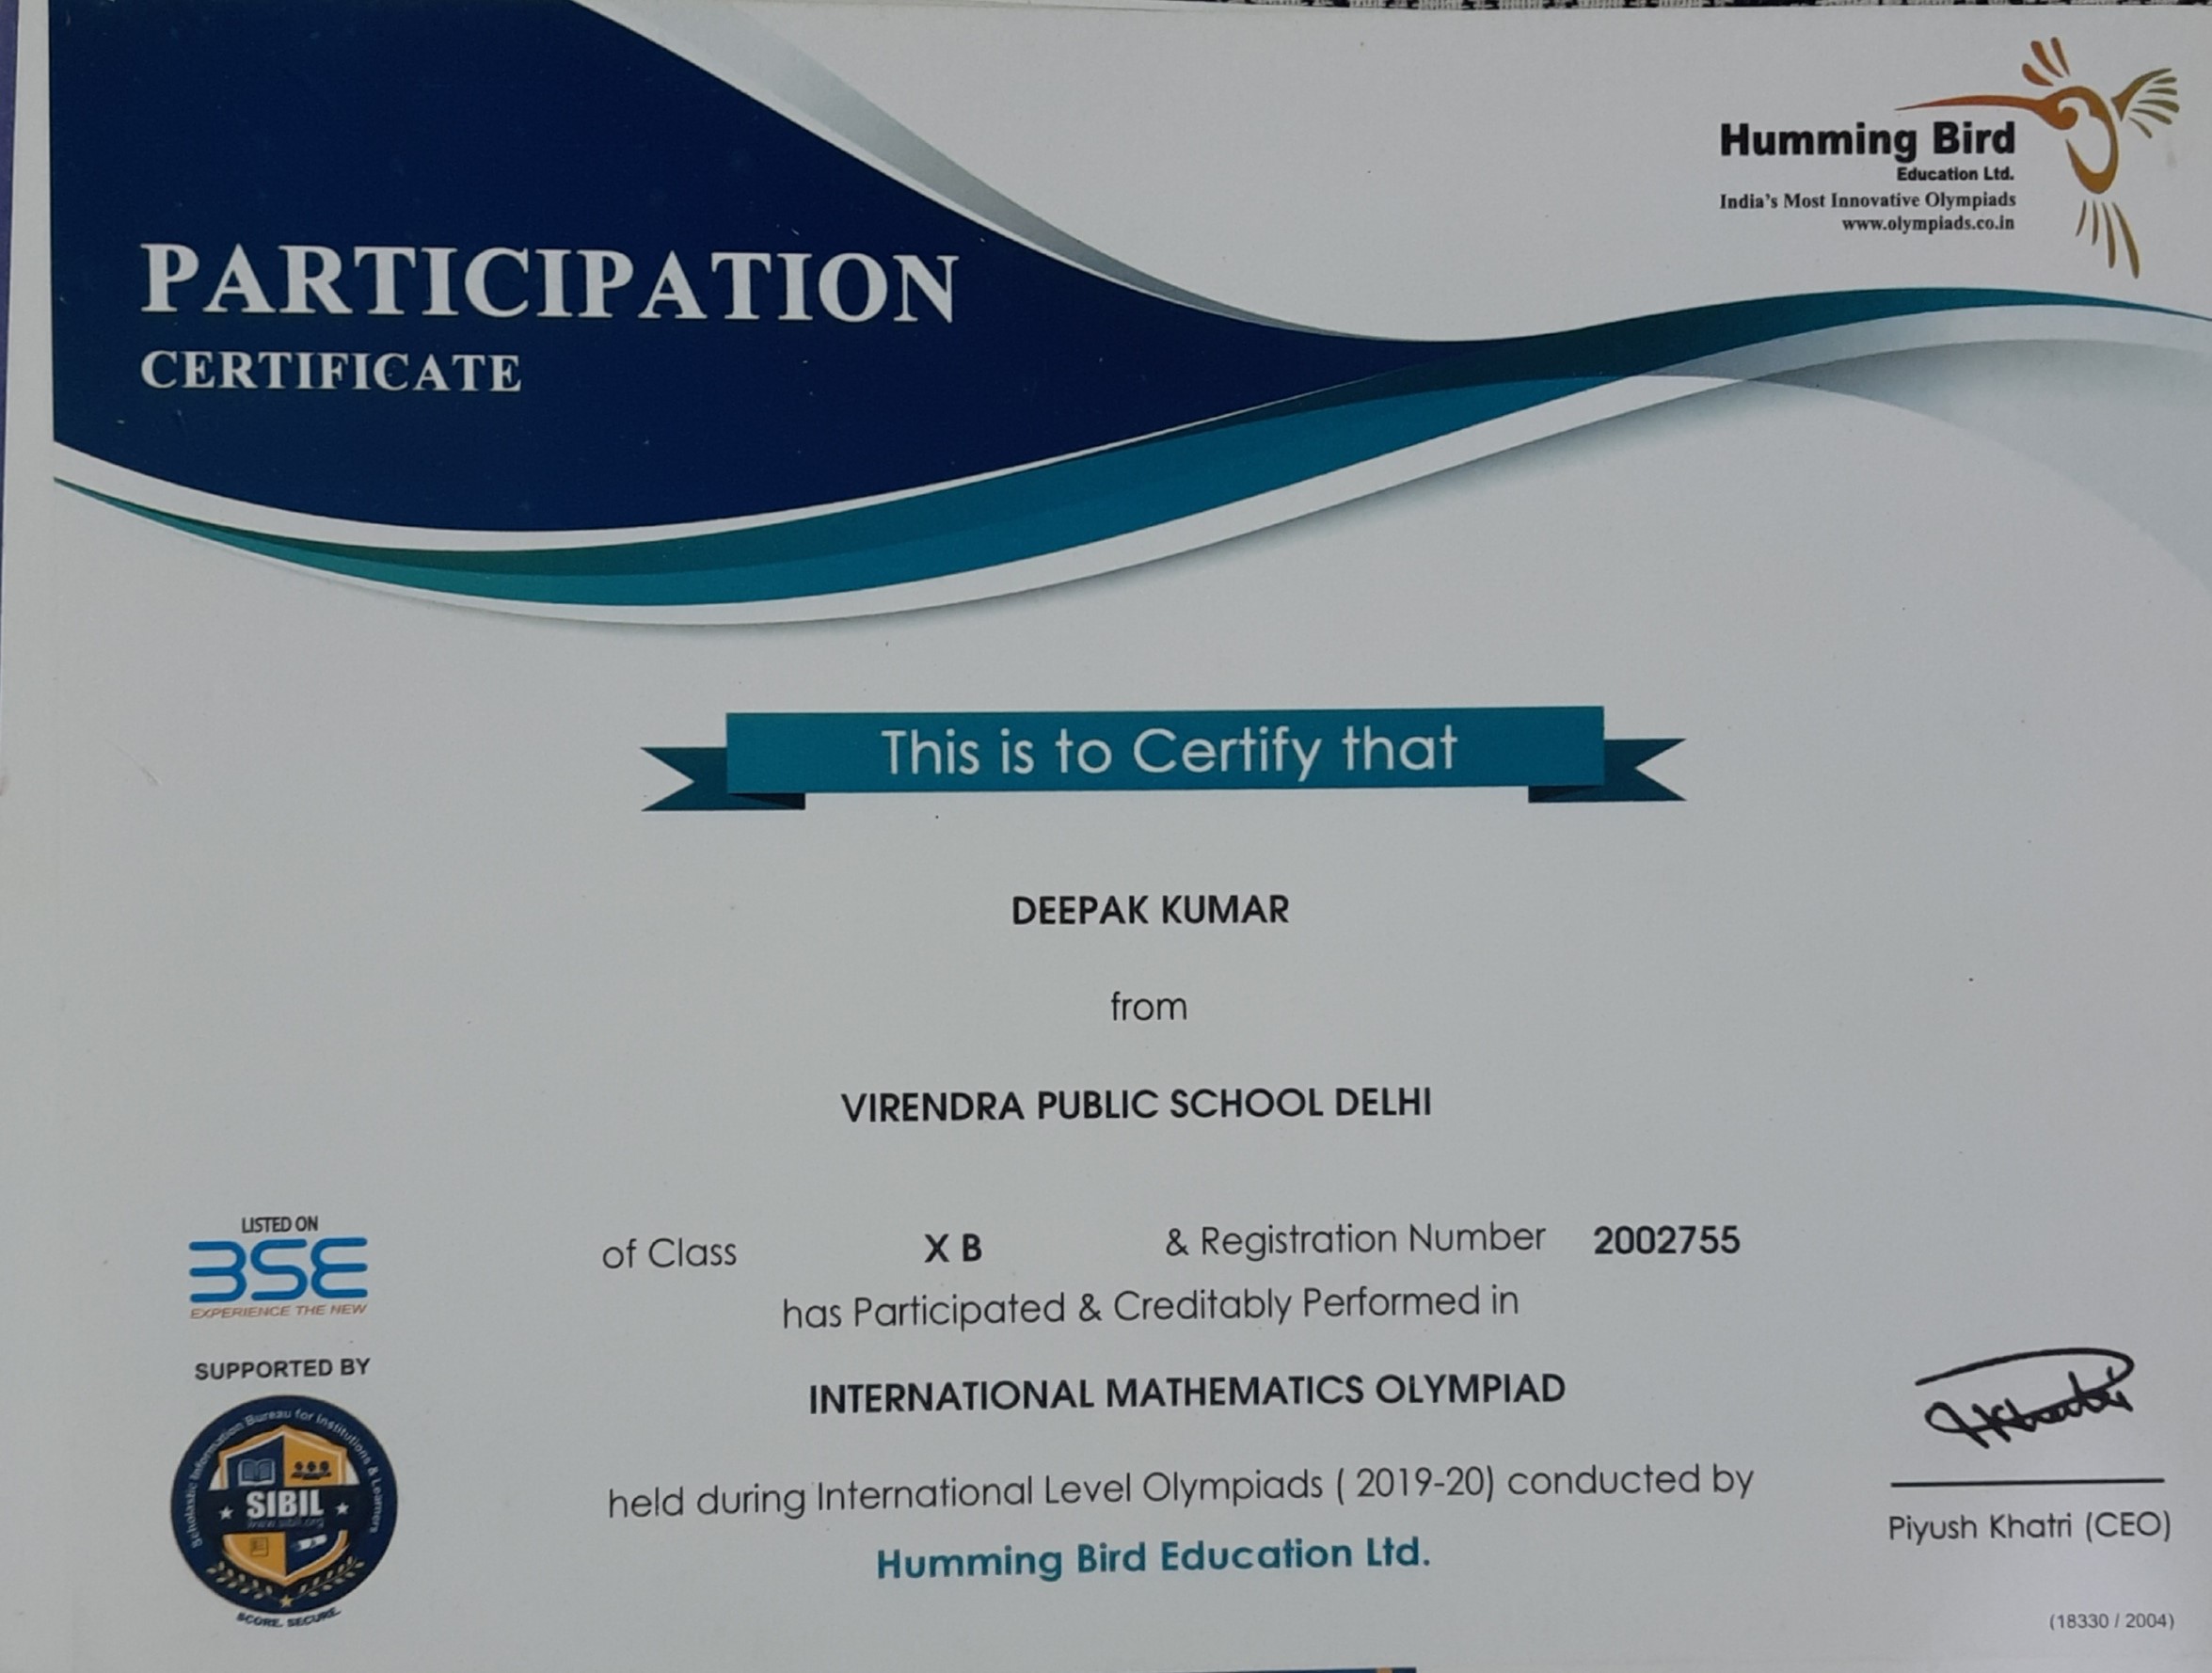 Humming Bird
Education Ltd.
India's Most Innovative Olympiads
www.olympiads.co.in
PARTICIPATION
CERTIFICATE
This is to Certify that
DEEPAK KUMAR
from
VIRENDRA PUBLIC SCHOOL DELHI
of Class X B & Registration Number 2002755
has Participated & Creditably Performed in
INTERNATIONAL MATHEMATICS OLYMPIAD
held during International Level Olympiads ( 2019-20) conducted by
Humming Bird Education Ltd.
LISTED ON
BSE
EXPERIENCE THE NEW
SUPPORTED BY
Scholastic Information Bureau for Institutions & Learners
SIBIL
www.sibil.org
SCORE. SECURE.
Piyush Khatri (CEO)
(18330 / 2004)